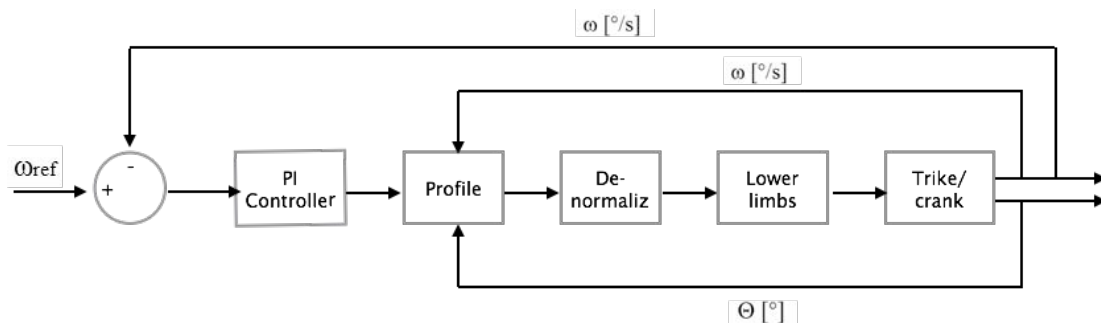 ω [°/s]
ω [°/s]
ωref
-
+
PI
Controller
Profile
De-
normaliz
Lower
limbs
Trike/
crank
Θ [°]